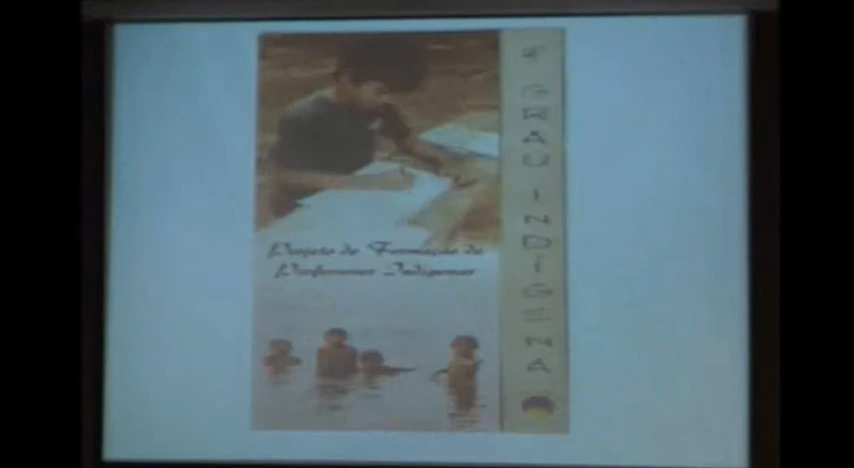 Projeto de Formação de
Professores Indígenas
GRAU INDÍGENA